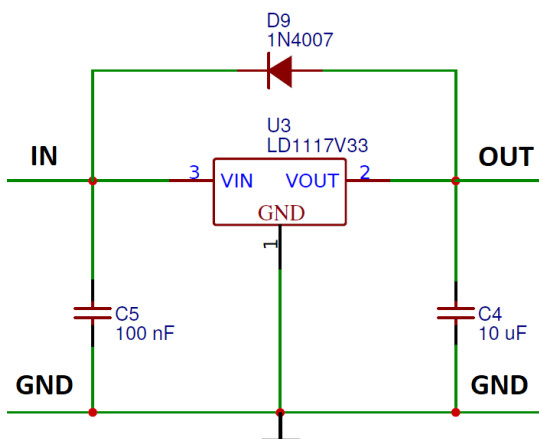 D9
1N4007
U3
LD1117V33
IN
OUT
3
VIN
VOUT
2
GND
1
C5
100 nF
C4
10 uF
GND
GND